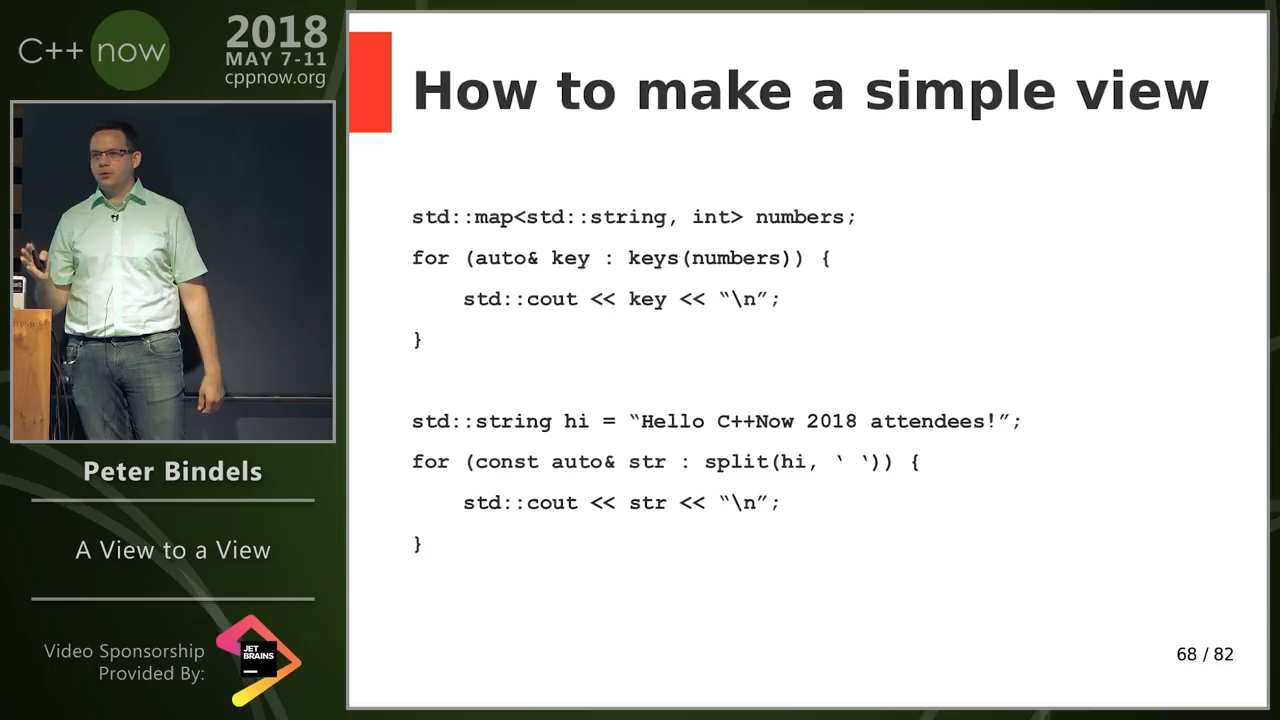 C++ now
2018
MAY 7-11
cppnow.org
Peter Bindels
A View to a View
Video Sponsorship
Provided By:
JET
BRAINS
How to make a simple view
std::map<std::string, int> numbers;
for (auto& key : keys(numbers)) {
    std::cout << key << “\n”;
}
std::string hi = “Hello C++Now 2018 attendees!”;
for (const auto& str : split(hi, ‘ ‘)) {
    std::cout << str << “\n”;
}
68 / 82